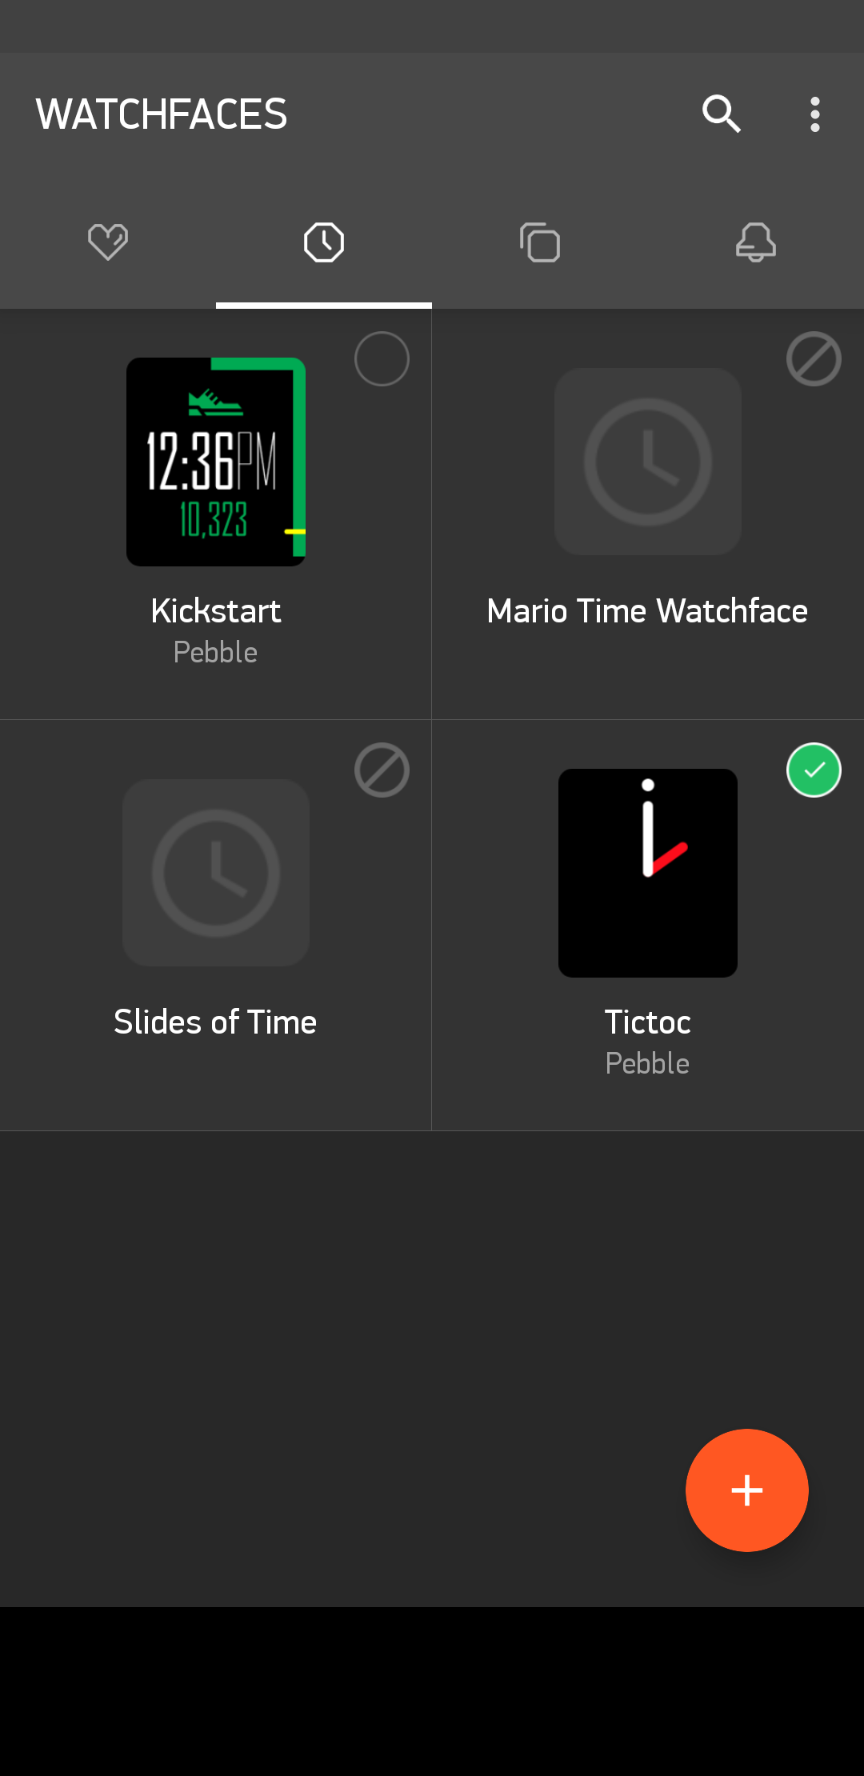 WATCHFACES
12:36PM
10,323
Kickstart
Pebble
Mario Time Watchface
Slides of Time
Tictoc
Pebble